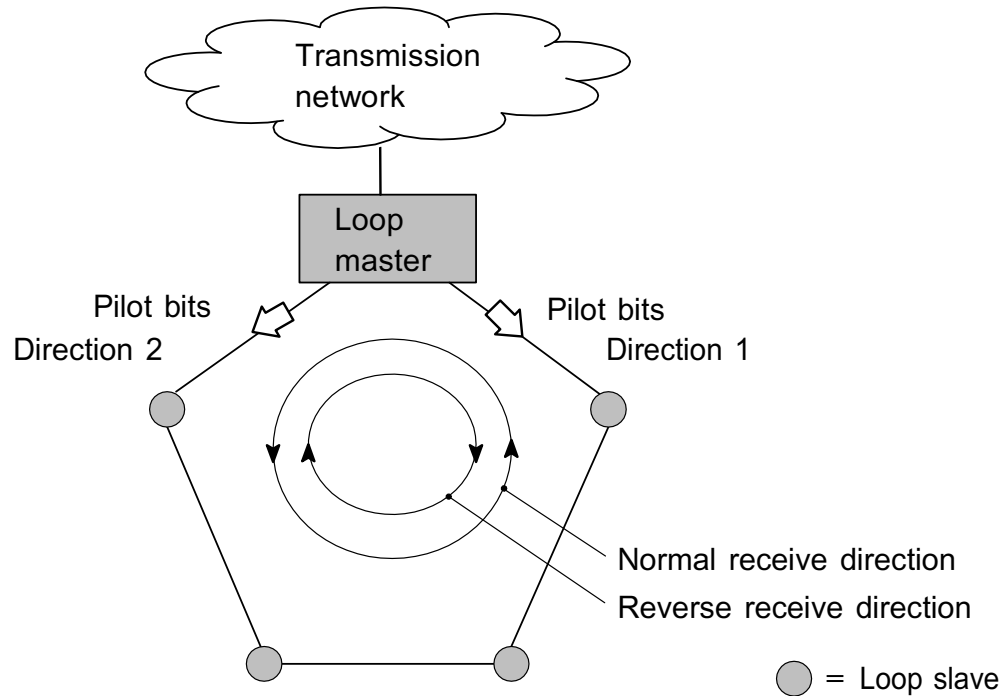 Transmission
network
Loop
master
Pilot bits
Direction 2
Pilot bits
Direction 1
Normal receive direction
Reverse receive direction
= Loop slave